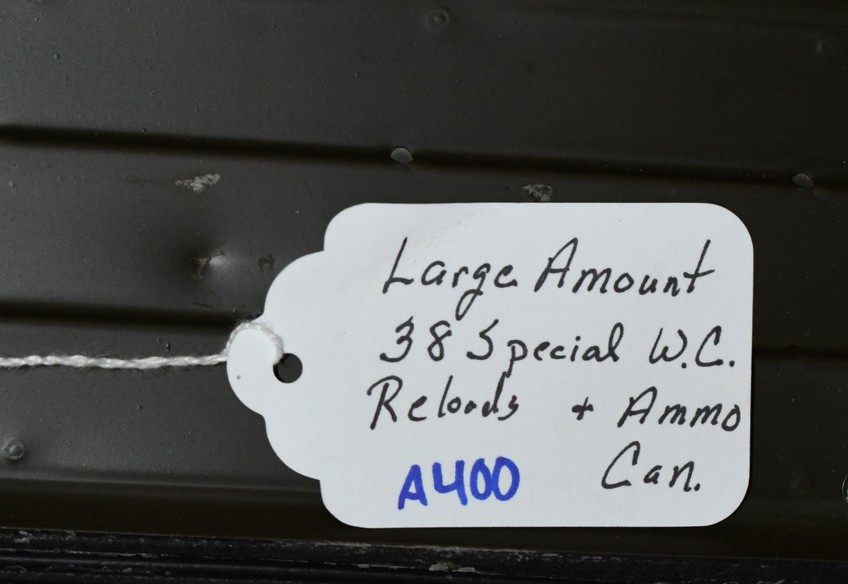 Large Amount
38 Special W.C.
Reloads + Ammo
A400 Can.